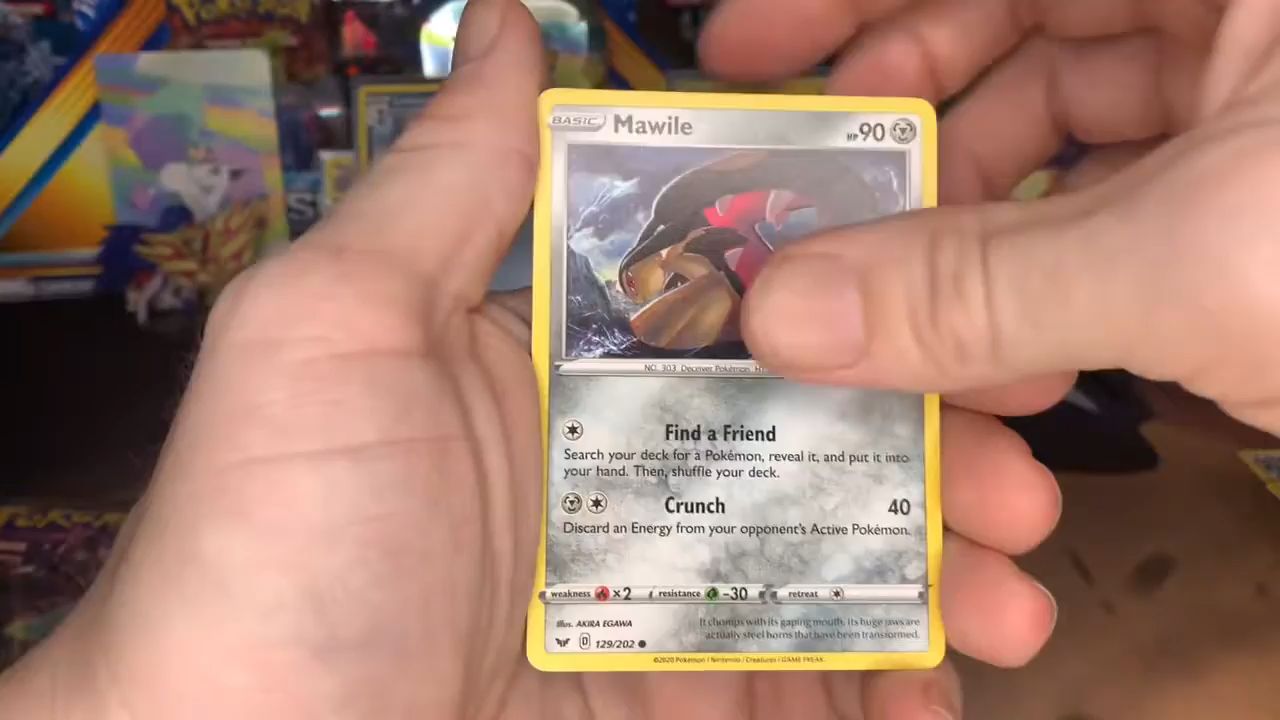 POKéMON
BASIC Mawile HP 90
NO. 303 Deceiver Pokémon
Find a Friend
Search your deck for a Pokémon, reveal it, and put it into
your hand. Then, shuffle your deck.
Crunch 40
Discard an Energy from your opponent's Active Pokémon.
weakness ×2 resistance -30 retreat
Illus. AKIRA EGAWA
It chomps with its gaping mouth. Its huge jaws are
actually steel horns that have been transformed.
D 129/202
©2020 Pokémon / Nintendo / Creatures / GAME FREAK.